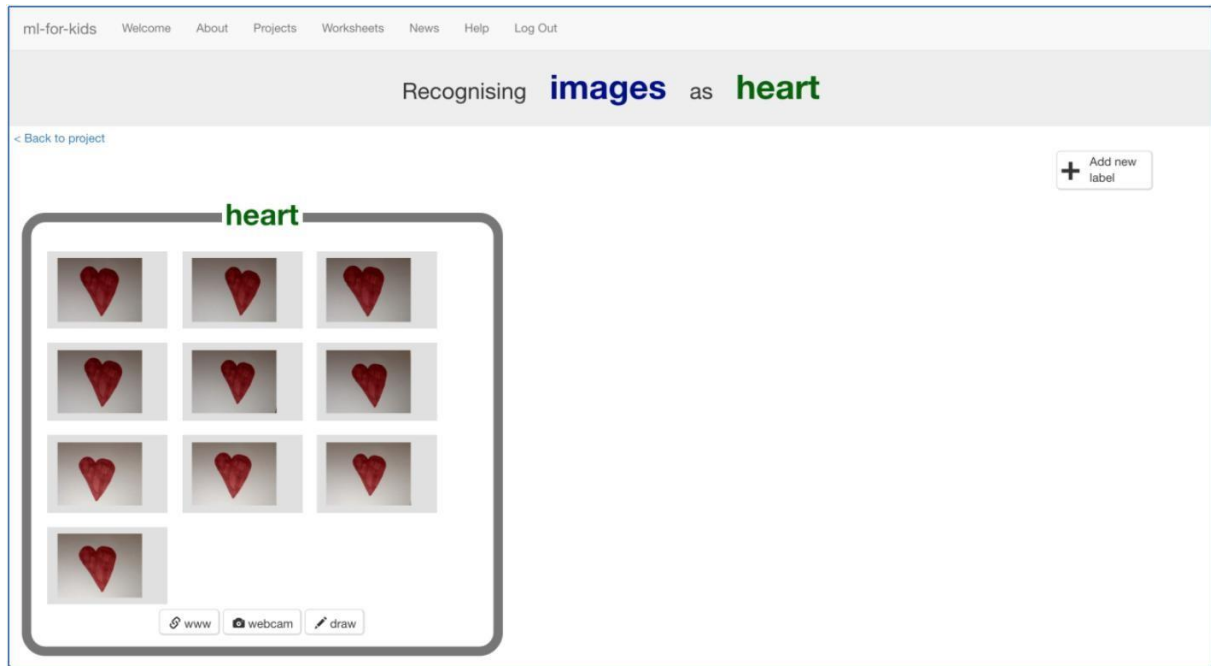 ml-for-kids Welcome About Projects Worksheets News Help Log Out
Recognising images as heart
< Back to project
Add new
label
heart
www webcam draw